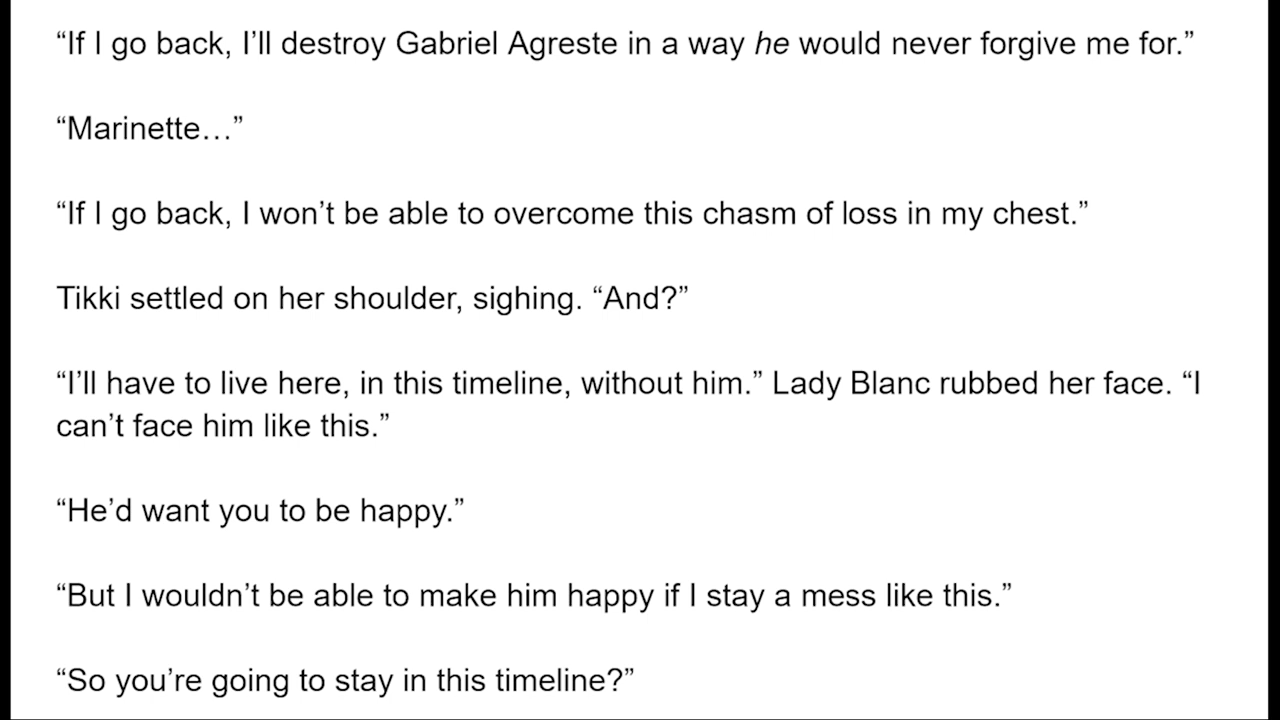 “If I go back, I’ll destroy Gabriel Agreste in a way he would never forgive me for.”
“Marinette…”
“If I go back, I won’t be able to overcome this chasm of loss in my chest.”
Tikki settled on her shoulder, sighing. “And?”
“I’ll have to live here, in this timeline, without him.” Lady Blanc rubbed her face. “I
can’t face him like this.”
“He’d want you to be happy.”
“But I wouldn’t be able to make him happy if I stay a mess like this.”
“So you’re going to stay in this timeline?”